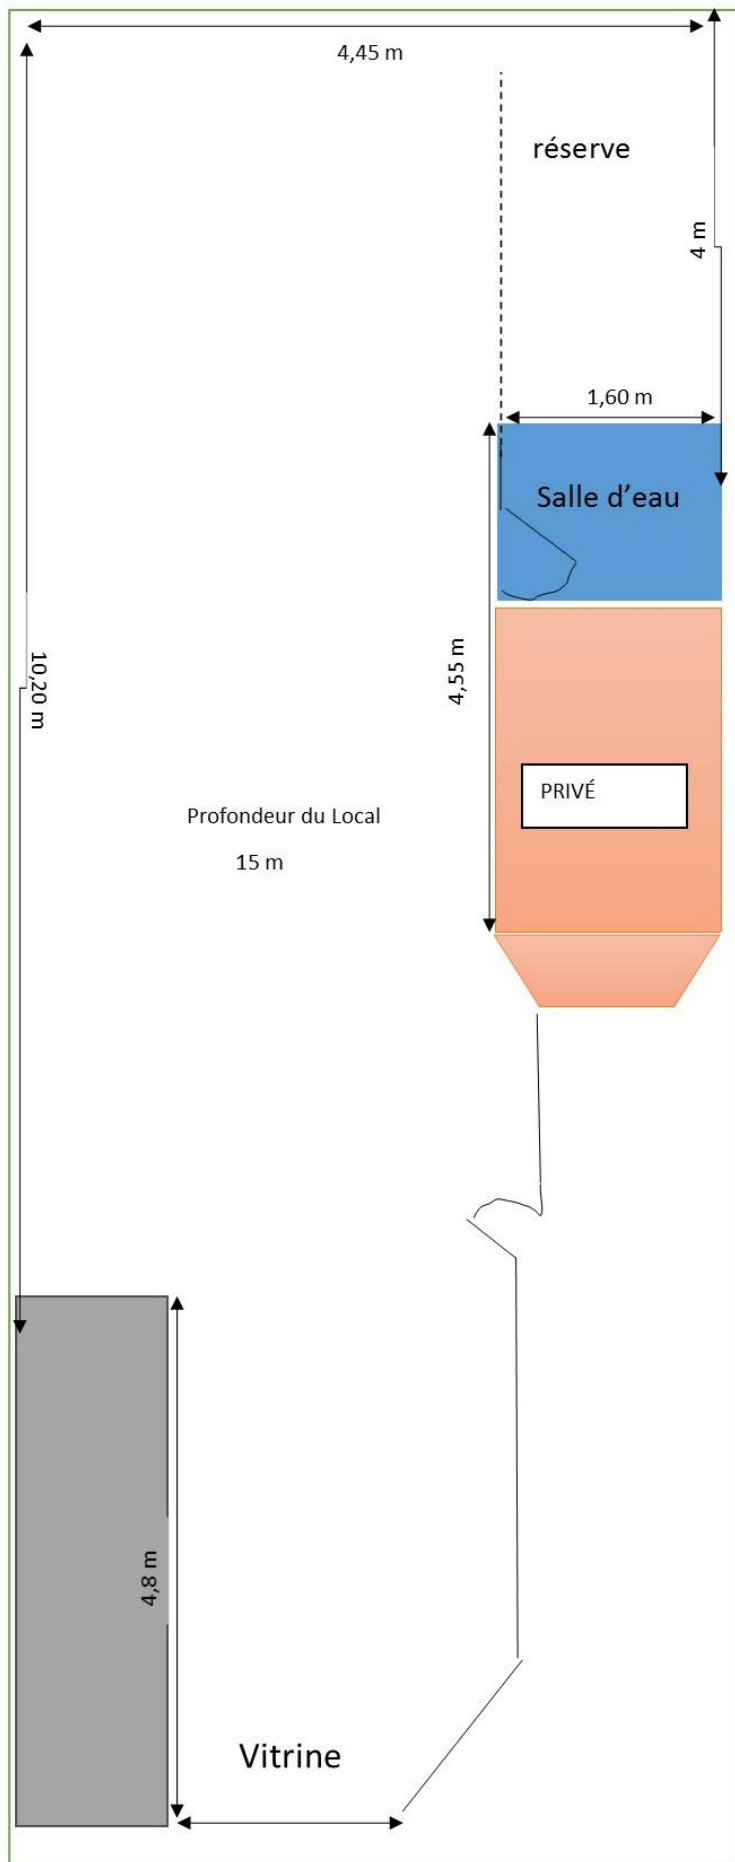 4,45 m
réserve
4 m
1,60 m
Salle d’eau
10,20 m
4,55 m
PRIVÉ
Profondeur du Local
15 m
4,8 m
Vitrine